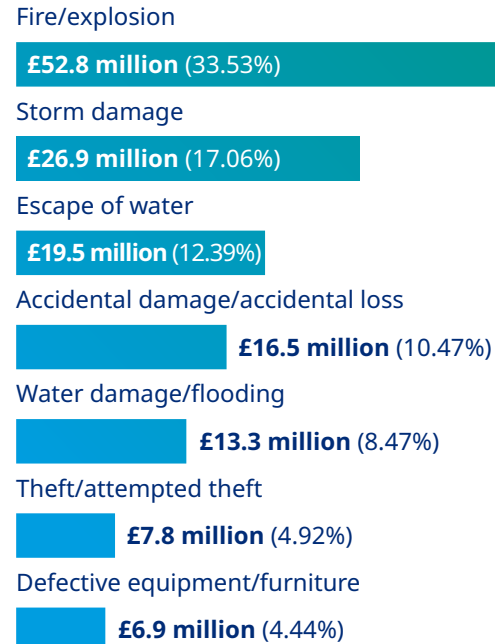 Fire/explosion
£52.8 million (33.53%)
Storm damage
£26.9 million (17.06%)
Escape of water
£19.5 million (12.39%)
Accidental damage/accidental loss
£16.5 million (10.47%)
Water damage/flooding
£13.3 million (8.47%)
Theft/attempted theft
£7.8 million (4.92%)
Defective equipment/furniture
£6.9 million (4.44%)